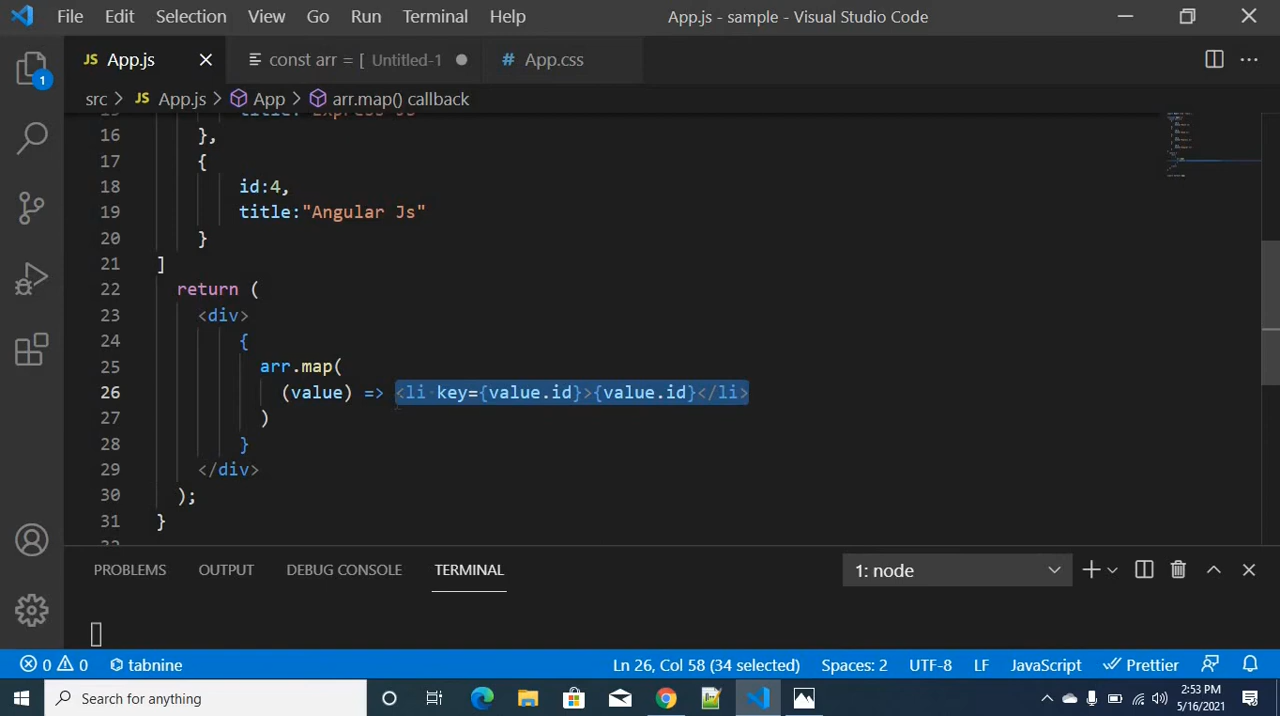 File Edit Selection View Go Run Terminal Help App.js - sample - Visual Studio Code
JS App.js const arr = [ Untitled-1 # App.css
1
src JS App.js App arr.map() callback
15 title:"Express Js"
16 },
17 {
18 id:4,
19 title:"Angular Js"
20 }
21 ]
22 return (
23 <div>
24 {
25 arr.map(
26 (value) => <li key={value.id}>{value.id}</li>
27 )
28 }
29 </div>
30 );
31 }
PROBLEMS OUTPUT DEBUG CONSOLE TERMINAL 1: node
0 0 tabnine Ln 26, Col 58 (34 selected) Spaces: 2 UTF-8 LF JavaScript Prettier
Search for anything
2:53 PM
5/16/2021